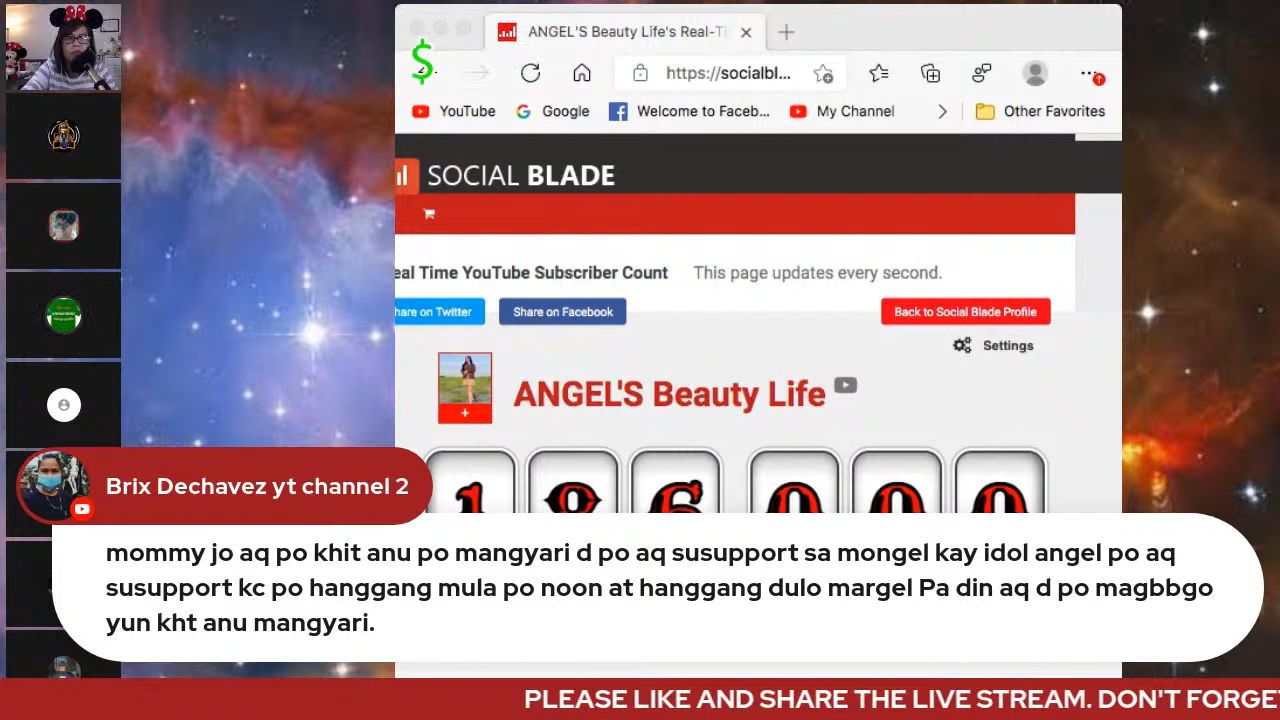 ANGEL'S Beauty Life's Real-Ti
$
https://socialbl...
YouTube
Google
Welcome to Faceb...
My Channel
Other Favorites
SOCIAL BLADE
eal Time YouTube Subscriber Count
This page updates every second.
hare on Twitter
Share on Facebook
Back to Social Blade Profile
Settings
ANGEL'S Beauty Life
+
186 000
Brix Dechavez yt channel 2
mommy jo aq po khit anu po mangyari d po aq susupport sa mongel kay idol angel po aq
susupport kc po hanggang mula po noon at hanggang dulo margel Pa din aq d po magbbgo
yun kht anu mangyari.
PLEASE LIKE AND SHARE THE LIVE STREAM. DON'T FORGE